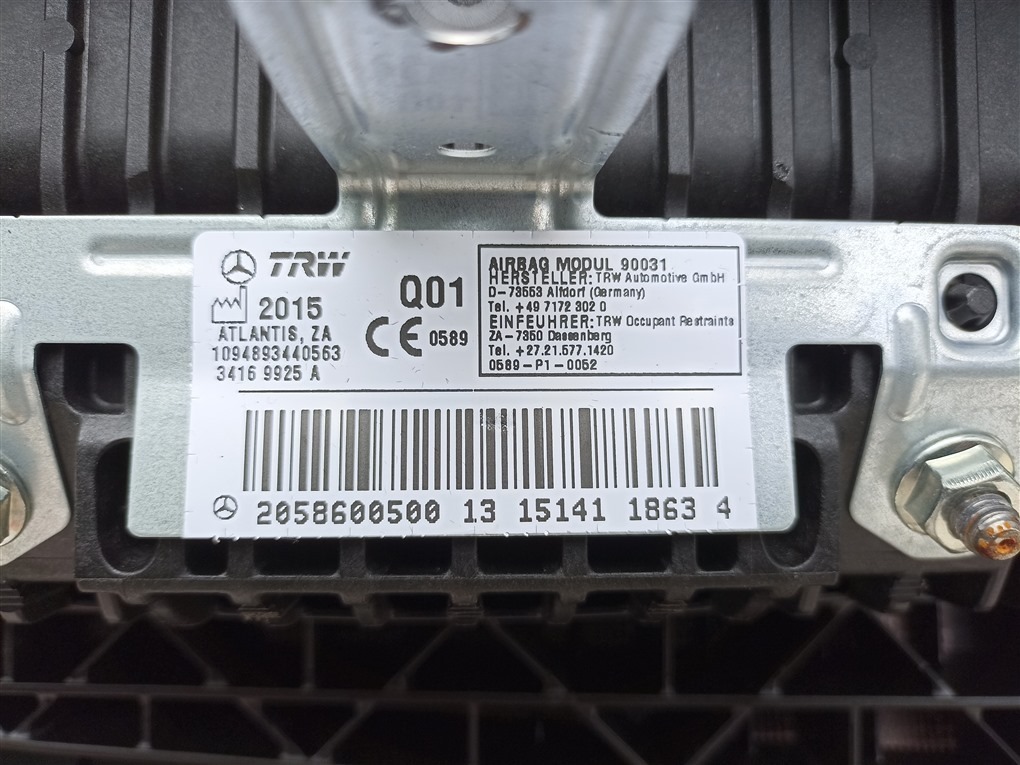 TRW
2015
ATLANTIS, ZA
1094893440563
3416 9925 A
Q01
CE 0589
AIRBAG MODUL 90031
HERSTELLER: TRW Automotive GmbH
D-73553 Alfdorf (Germany)
Tel. +49 7172 302 0
EINFEUHRER: TRW Occupant Restraints
ZA-7350 Dassenberg
Tel. +27.21.577.1420
0589-P1-0052
2058600500 13 15141 1863 4